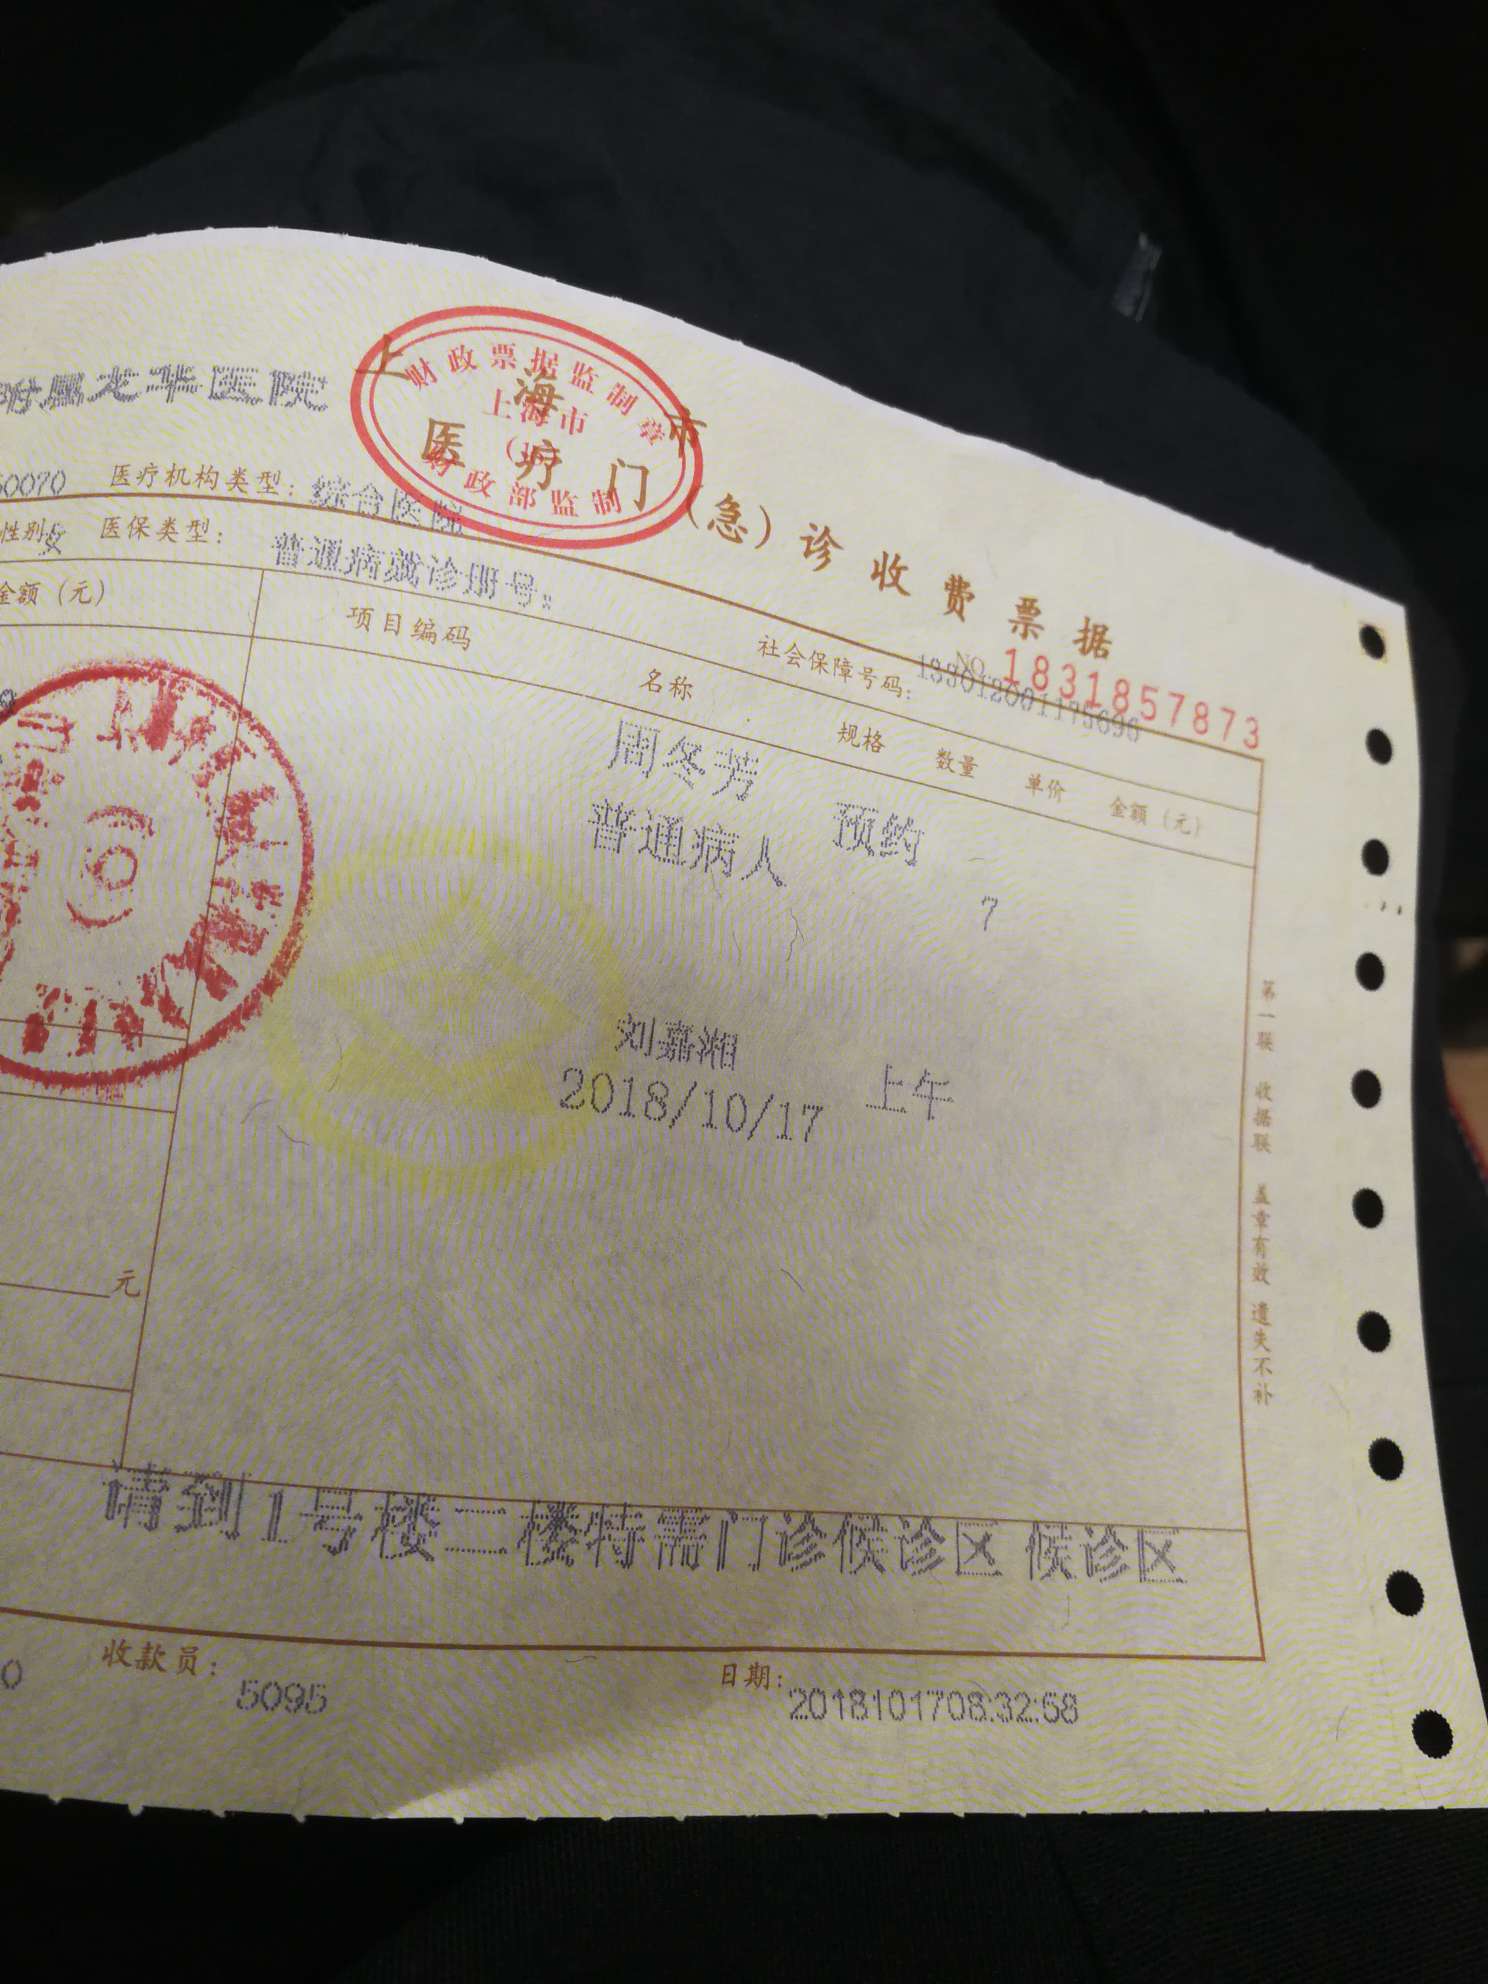 附属龙华医院
上海市
医疗门(急)诊收费票据
财政票据监制章
上海市
财政部监制
NO 1831857873
50070 医疗机构类型: 综合医院
性别 女 医保类型: 普通病就诊册号:
社会保障号码:
金额(元) 项目编码 名称 规格 数量 单价 金额(元)
周冬芳 预约
普通病人
7
刘嘉湘
2018/10/17 上午
(6)
元
第一联 收据联 盖章有效 遗失不补
请到1号楼二楼特需门诊候诊区 候诊区
0 收款员: 5095 日期: 2018101708:32:58